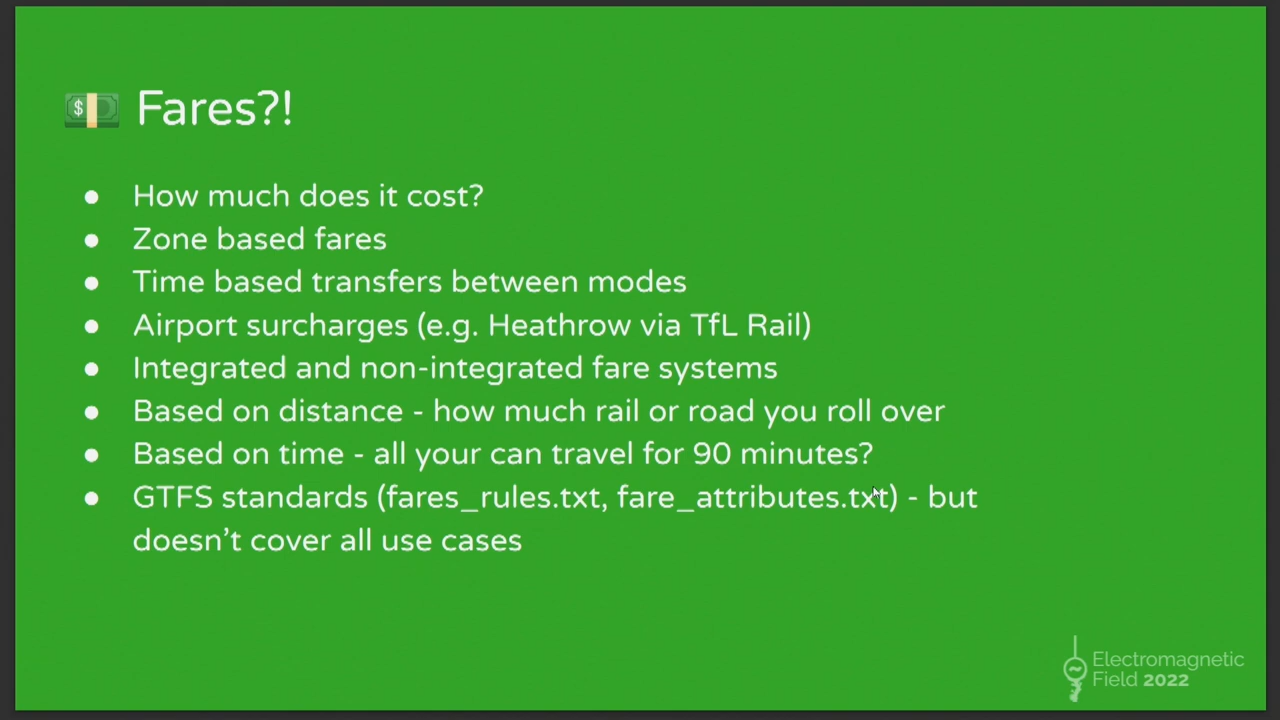 Fares?!
How much does it cost?
Zone based fares
Time based transfers between modes
Airport surcharges (e.g. Heathrow via TfL Rail)
Integrated and non-integrated fare systems
Based on distance - how much rail or road you roll over
Based on time - all your can travel for 90 minutes?
GTFS standards (fares_rules.txt, fare_attributes.txt) - but
doesn't cover all use cases
Electromagnetic
Field 2022